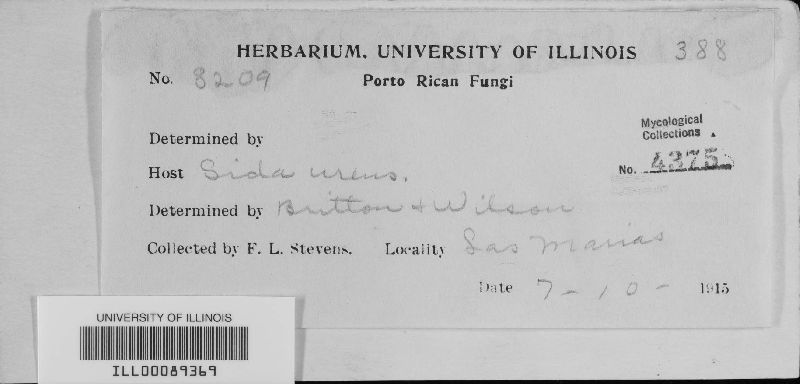 HERBARIUM, UNIVERSITY OF ILLINOIS 388
No. 8209 Porto Rican Fungi
Mycological
Collections
Determined by
Host Sida urens. No. 4375
Determined by Britton & Wilson
Collected by F. L. Stevens. Locality Las Marias
Date 7-10- 1915
UNIVERSITY OF ILLINOIS
ILL00089369